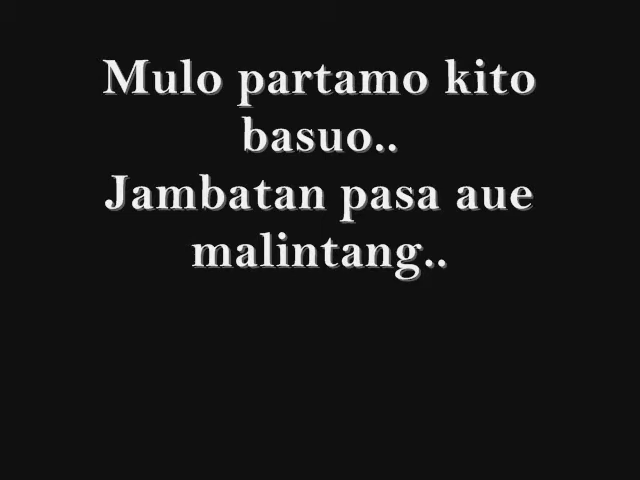 Mulo partamo kito
basuo..
Jambatan pasa aue
malintang..